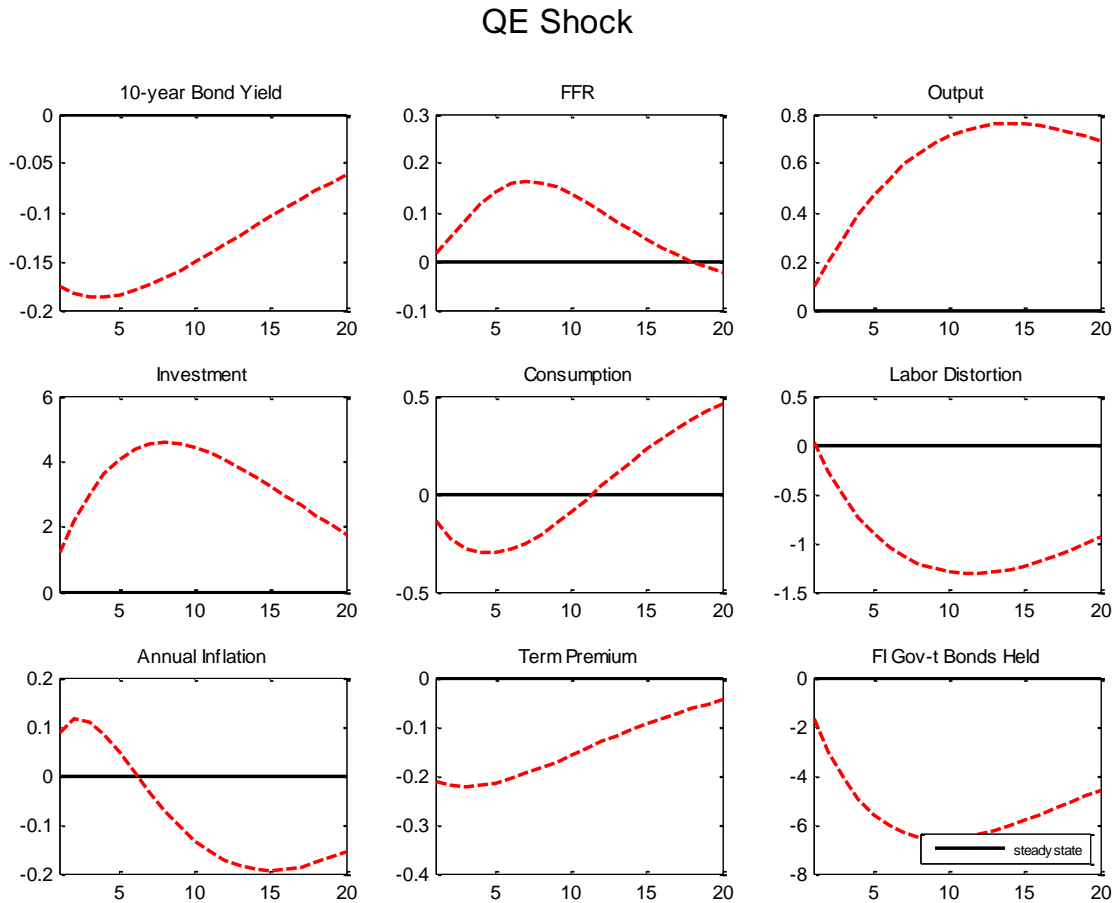 QE Shock
10-year Bond Yield
FFR
Output
0
-0.05
-0.1
-0.15
-0.2
5 10 15 20
0.3
0.2
0.1
0
-0.1
5 10 15 20
0.8
0.6
0.4
0.2
0
5 10 15 20
Investment
Consumption
Labor Distortion
6
4
2
0
5 10 15 20
0.5
0
-0.5
5 10 15 20
0.5
0
-0.5
-1
-1.5
5 10 15 20
Annual Inflation
Term Premium
FI Gov-t Bonds Held
0.2
0.1
0
-0.1
-0.2
5 10 15 20
0
-0.1
-0.2
-0.3
-0.4
5 10 15 20
0
-2
-4
-6
-8
5 10 15 20
steady state